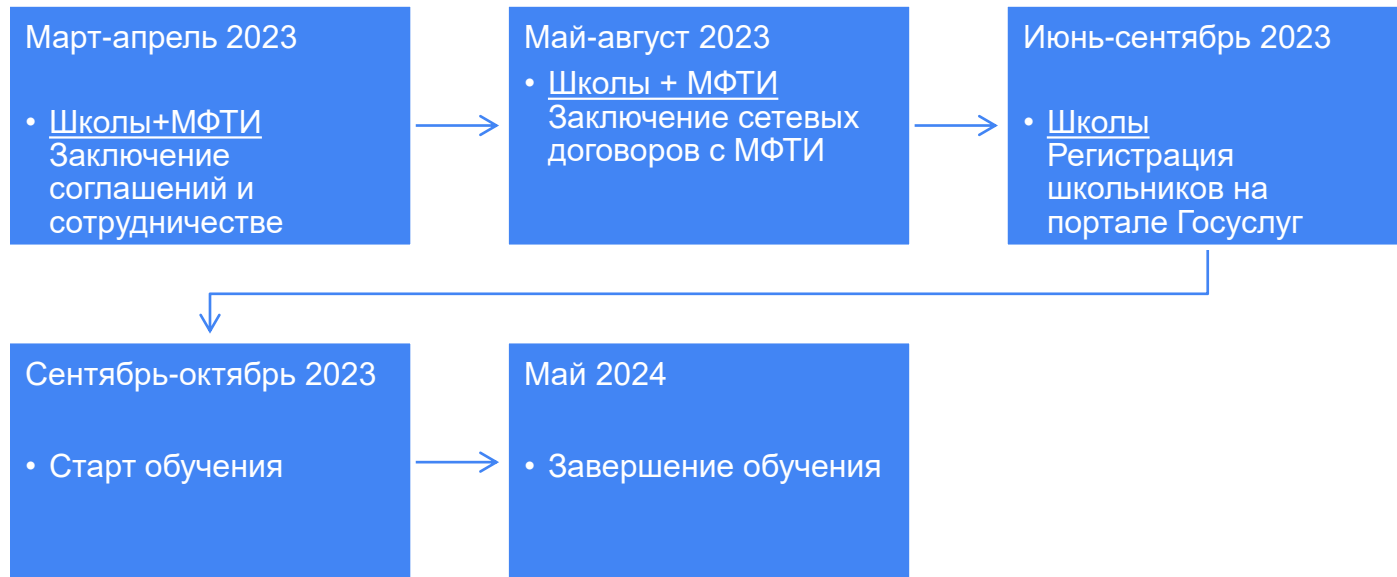 Март-апрель 2023
• Школы+МФТИ
Заключение
соглашений и
сотрудничестве
Май-август 2023
• Школы + МФТИ
Заключение сетевых
договоров с МФТИ
Июнь-сентябрь 2023
• Школы
Регистрация
школьников на
портале Госуслуг
Сентябрь-октябрь 2023
• Старт обучения
Май 2024
• Завершение обучения